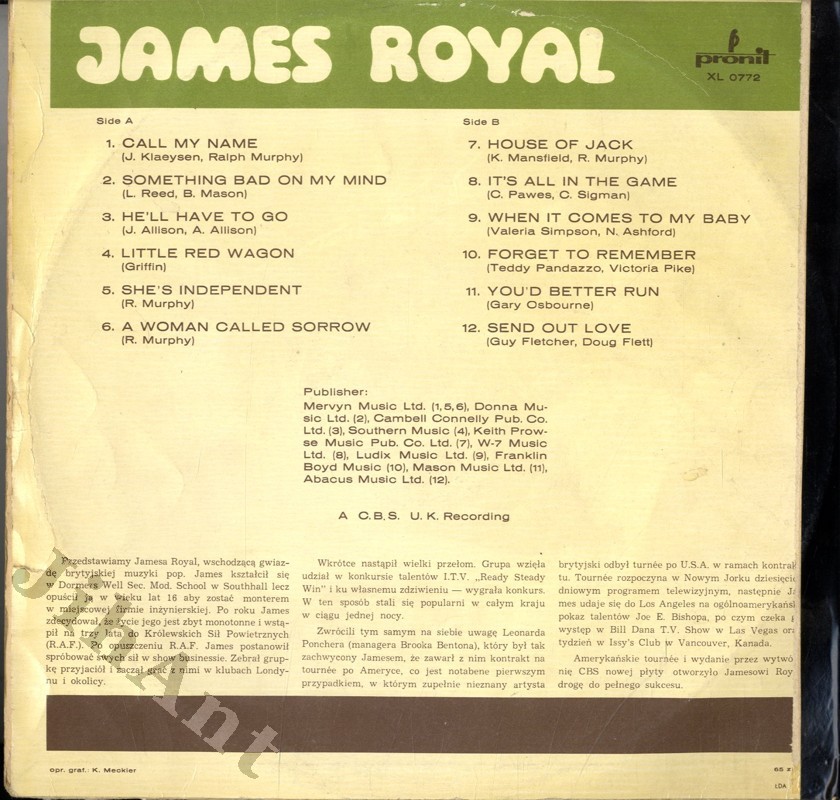 JAMES ROYAL
pronit
XL 0772
Side A
1. CALL MY NAME
(J. Klaeysen, Ralph Murphy)
2. SOMETHING BAD ON MY MIND
(L. Reed, B. Mason)
3. HE'LL HAVE TO GO
(J. Allison, A. Allison)
4. LITTLE RED WAGON
(Griffin)
5. SHE'S INDEPENDENT
(R. Murphy)
6. A WOMAN CALLED SORROW
(R. Murphy)
Side B
7. HOUSE OF JACK
(K. Mansfield, R. Murphy)
8. IT'S ALL IN THE GAME
(C. Pawes, C. Sigman)
9. WHEN IT COMES TO MY BABY
(Valeria Simpson, N. Ashford)
10. FORGET TO REMEMBER
(Teddy Pandazzo, Victoria Pike)
11. YOU'D BETTER RUN
(Gary Osbourne)
12. SEND OUT LOVE
(Guy Fletcher, Doug Flett)
Publisher:
Mervyn Music Ltd. (1,5,6), Donna Mu-
sic Ltd. (2), Cambell Connelly Pub. Co.
Ltd. (3), Southern Music (4), Keith Prow-
se Music Pub. Co. Ltd. (7), W-7 Music
Ltd. (8), Ludix Music Ltd. (9), Franklin
Boyd Music (10), Mason Music Ltd. (11),
Abacus Music Ltd. (12).
A C.B.S. U.K. Recording
Przedstawiamy Jamesa Royal, wschodzącą gwiaz-
dę brytyjskiej muzyki pop. James kształcił się
w Dormers Well Sec. Mod. School w Southhall lecz
opuścił ją w wieku lat 16 aby zostać monterem
w miejscowej firmie inżynierskiej. Po roku James
zdecydował, że życie jego jest zbyt monotonne i wstą-
pił na trzy lata do Królewskich Sił Powietrznych
(R.A.F.). Po opuszczeniu R.A.F. James postanowił
spróbować swych sił w show businessie. Zebrał grup-
kę przyjaciół i zaczął grać z nimi w klubach Londy-
nu i okolicy.
Wkrótce nastąpił wielki przełom. Grupa wzięła
udział w konkursie talentów I.T.V. „Ready Steady
Win” i ku własnemu zdziwieniu — wygrała konkurs.
W ten sposób stali się popularni w całym kraju
w ciągu jednej nocy.
Zwrócili tym samym na siebie uwagę Leonarda
Ponchera (managera Brooka Bentona), który był tak
zachwycony Jamesem, że zawarł z nim kontrakt na
tournée po Ameryce, co jest notabene pierwszym
przypadkiem, w którym zupełnie nieznany artysta
brytyjski odbył turnée po U.S.A. w ramach kontrak
tu. Tournée rozpoczyna w Nowym Jorku dziesięcio
dniowym programem telewizyjnym, następnie Ja
mes udaje się do Los Angeles na ogólnoamerykańsk
pokaz talentów Joe E. Bishopa, po czym czeka g
występ w Bill Dana T.V. Show w Las Vegas ora
tydzień w Issy's Club w Vancouver, Kanada.
Amerykańskie tournée i wydanie przez wytwó
nię CBS nowej płyty otworzyło Jamesowi Roy
drogę do pełnego sukcesu.
opr. graf.: K. Meckier
65 z
LDA
JahAnt